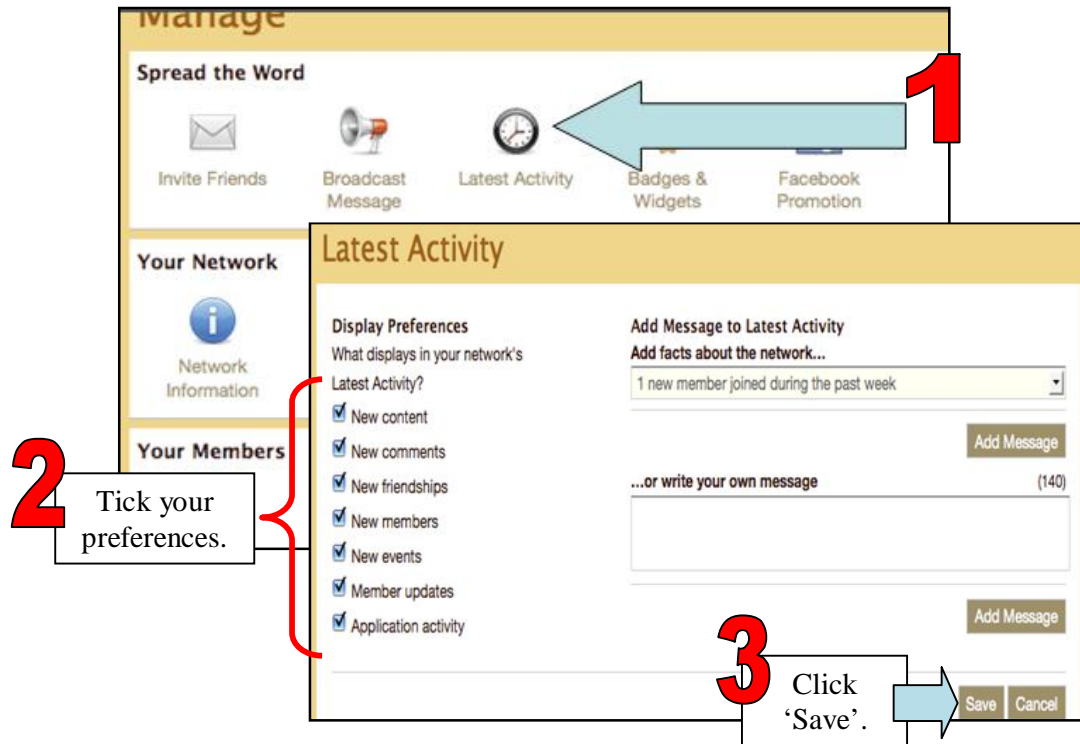 Manage
Spread the Word
1
Invite Friends
Broadcast
Message
Latest Activity
Badges &
Widgets
Facebook
Promotion
Your Network
Network
Information
Your Members
Latest Activity
Display Preferences
What displays in your network's
Latest Activity?
New content
New comments
New friendships
New members
New events
Member updates
Application activity
Add Message to Latest Activity
Add facts about the network...
1 new member joined during the past week
Add Message
...or write your own message (140)
Add Message
2
Tick your
preferences.
3
Click
‘Save’.
Save Cancel